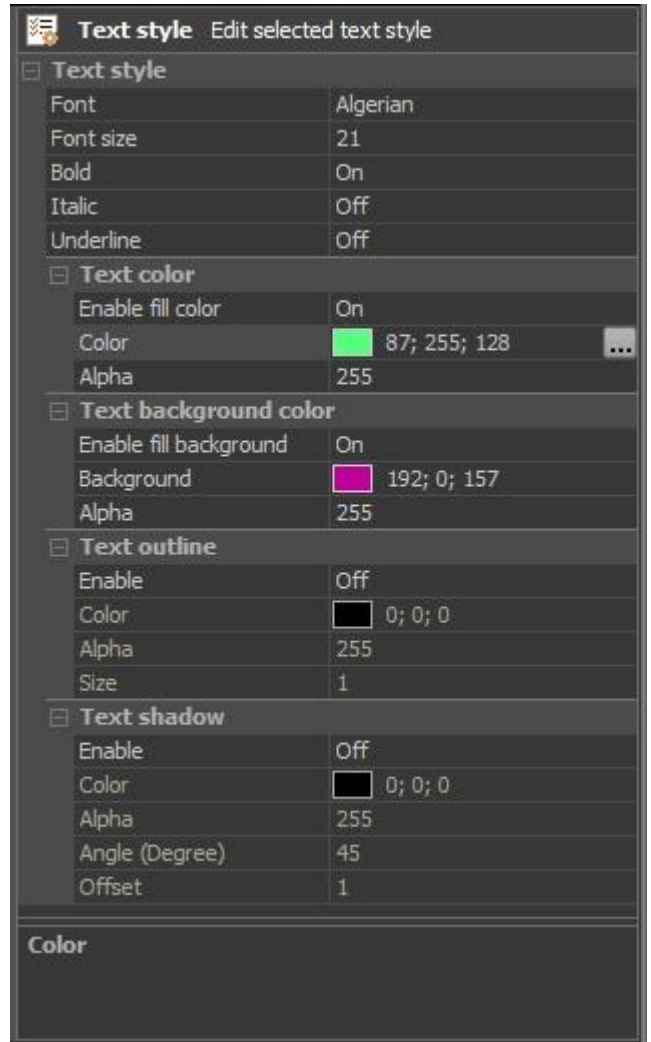 Text style Edit selected text style
Text style
Font Algerian
Font size 21
Bold On
Italic Off
Underline Off
Text color
Enable fill color On
Color 87; 255; 128 ...
Alpha 255
Text background color
Enable fill background On
Background 192; 0; 157
Alpha 255
Text outline
Enable Off
Color 0; 0; 0
Alpha 255
Size 1
Text shadow
Enable Off
Color 0; 0; 0
Alpha 255
Angle (Degree) 45
Offset 1
Color